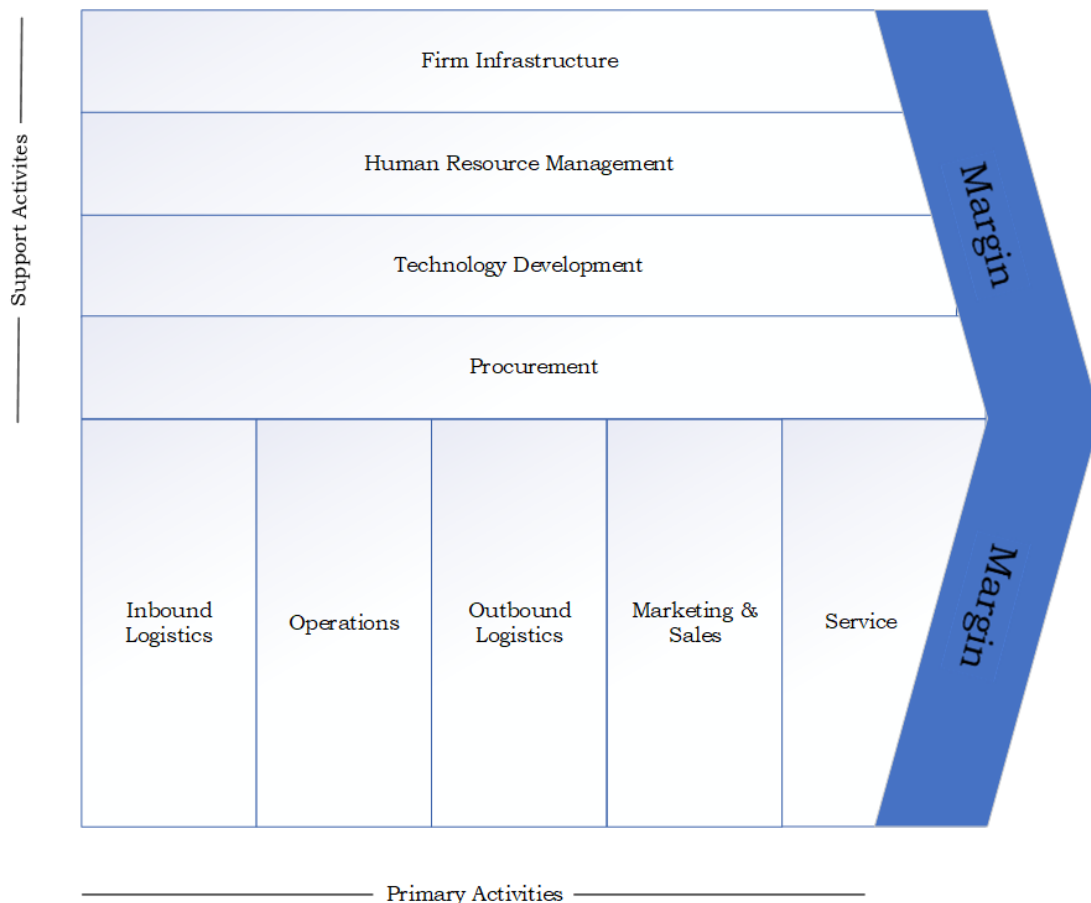 Firm Infrastructure
Human Resource Management
Technology Development
Procurement
Support Activites
Margin
Inbound
Logistics
Operations
Outbound
Logistics
Marketing &
Sales
Service
Margin
Primary Activities